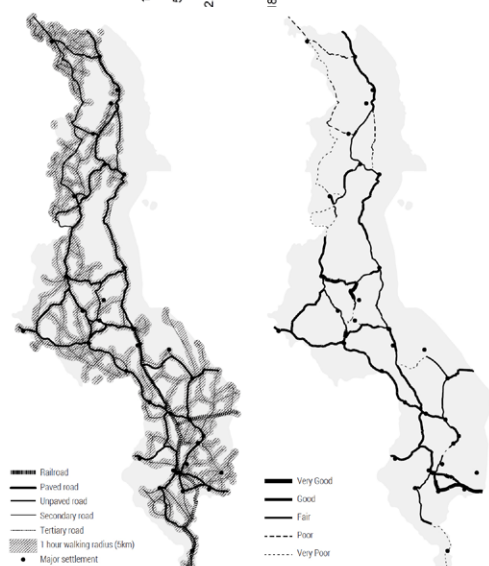 Railroad
Paved road
Unpaved road
Secondary road
Tertiary road
1 hour walking radius (5km)
Major settlement
Very Good
Good
Fair
Poor
Very Poor